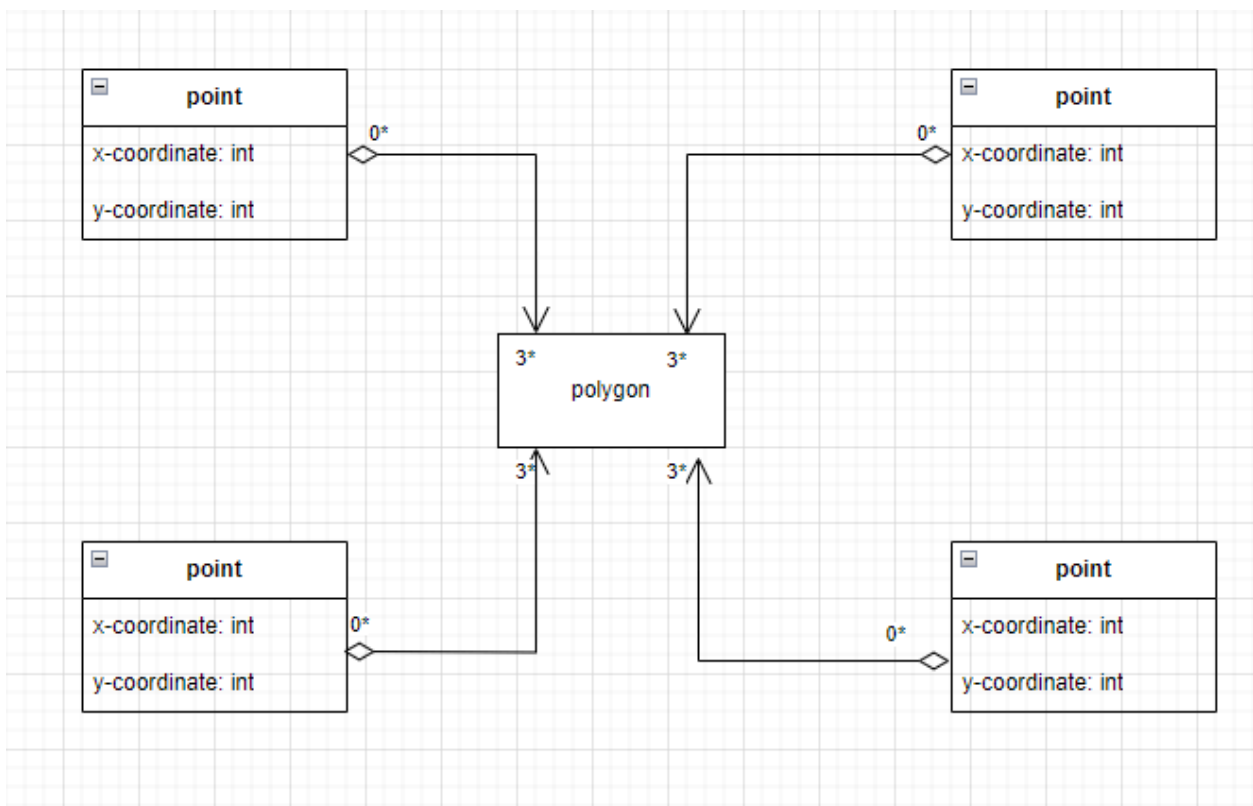 point
point
0*
0*
x-coordinate: int
x-coordinate: int
y-coordinate: int
y-coordinate: int
3*
3*
polygon
3*
3*
point
point
0*
0*
x-coordinate: int
x-coordinate: int
y-coordinate: int
y-coordinate: int